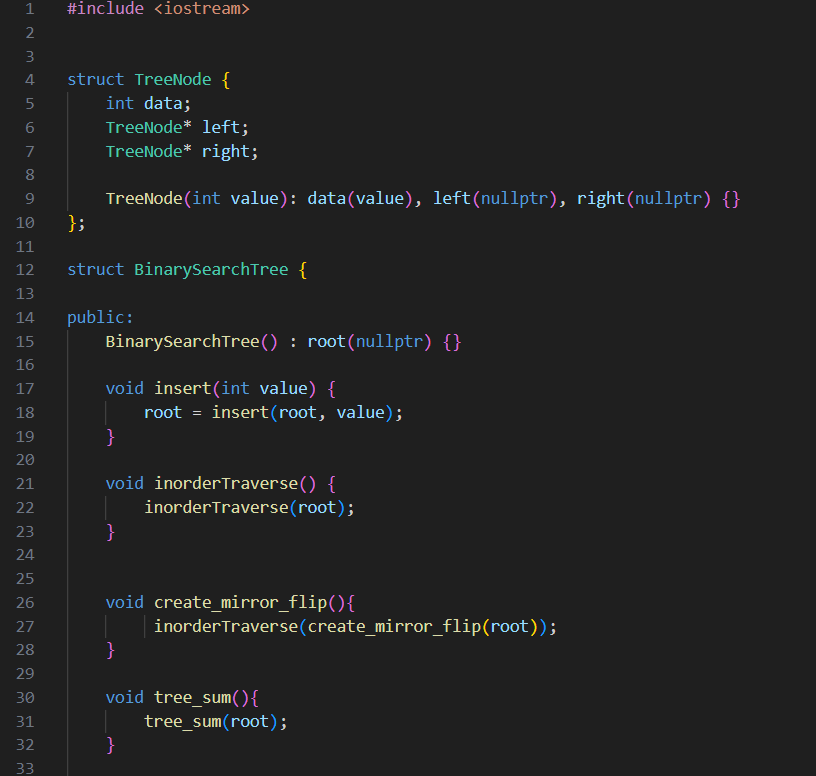 1 #include <iostream>
2
3
4 struct TreeNode {
5     int data;
6     TreeNode* left;
7     TreeNode* right;
8
9     TreeNode(int value): data(value), left(nullptr), right(nullptr) {}
10 };
11
12 struct BinarySearchTree {
13
14 public:
15     BinarySearchTree() : root(nullptr) {}
16
17     void insert(int value) {
18         root = insert(root, value);
19     }
20
21     void inorderTraverse() {
22         inorderTraverse(root);
23     }
24
25
26     void create_mirror_flip(){
27          inorderTraverse(create_mirror_flip(root));
28     }
29
30     void tree_sum(){
31         tree_sum(root);
32     }
33